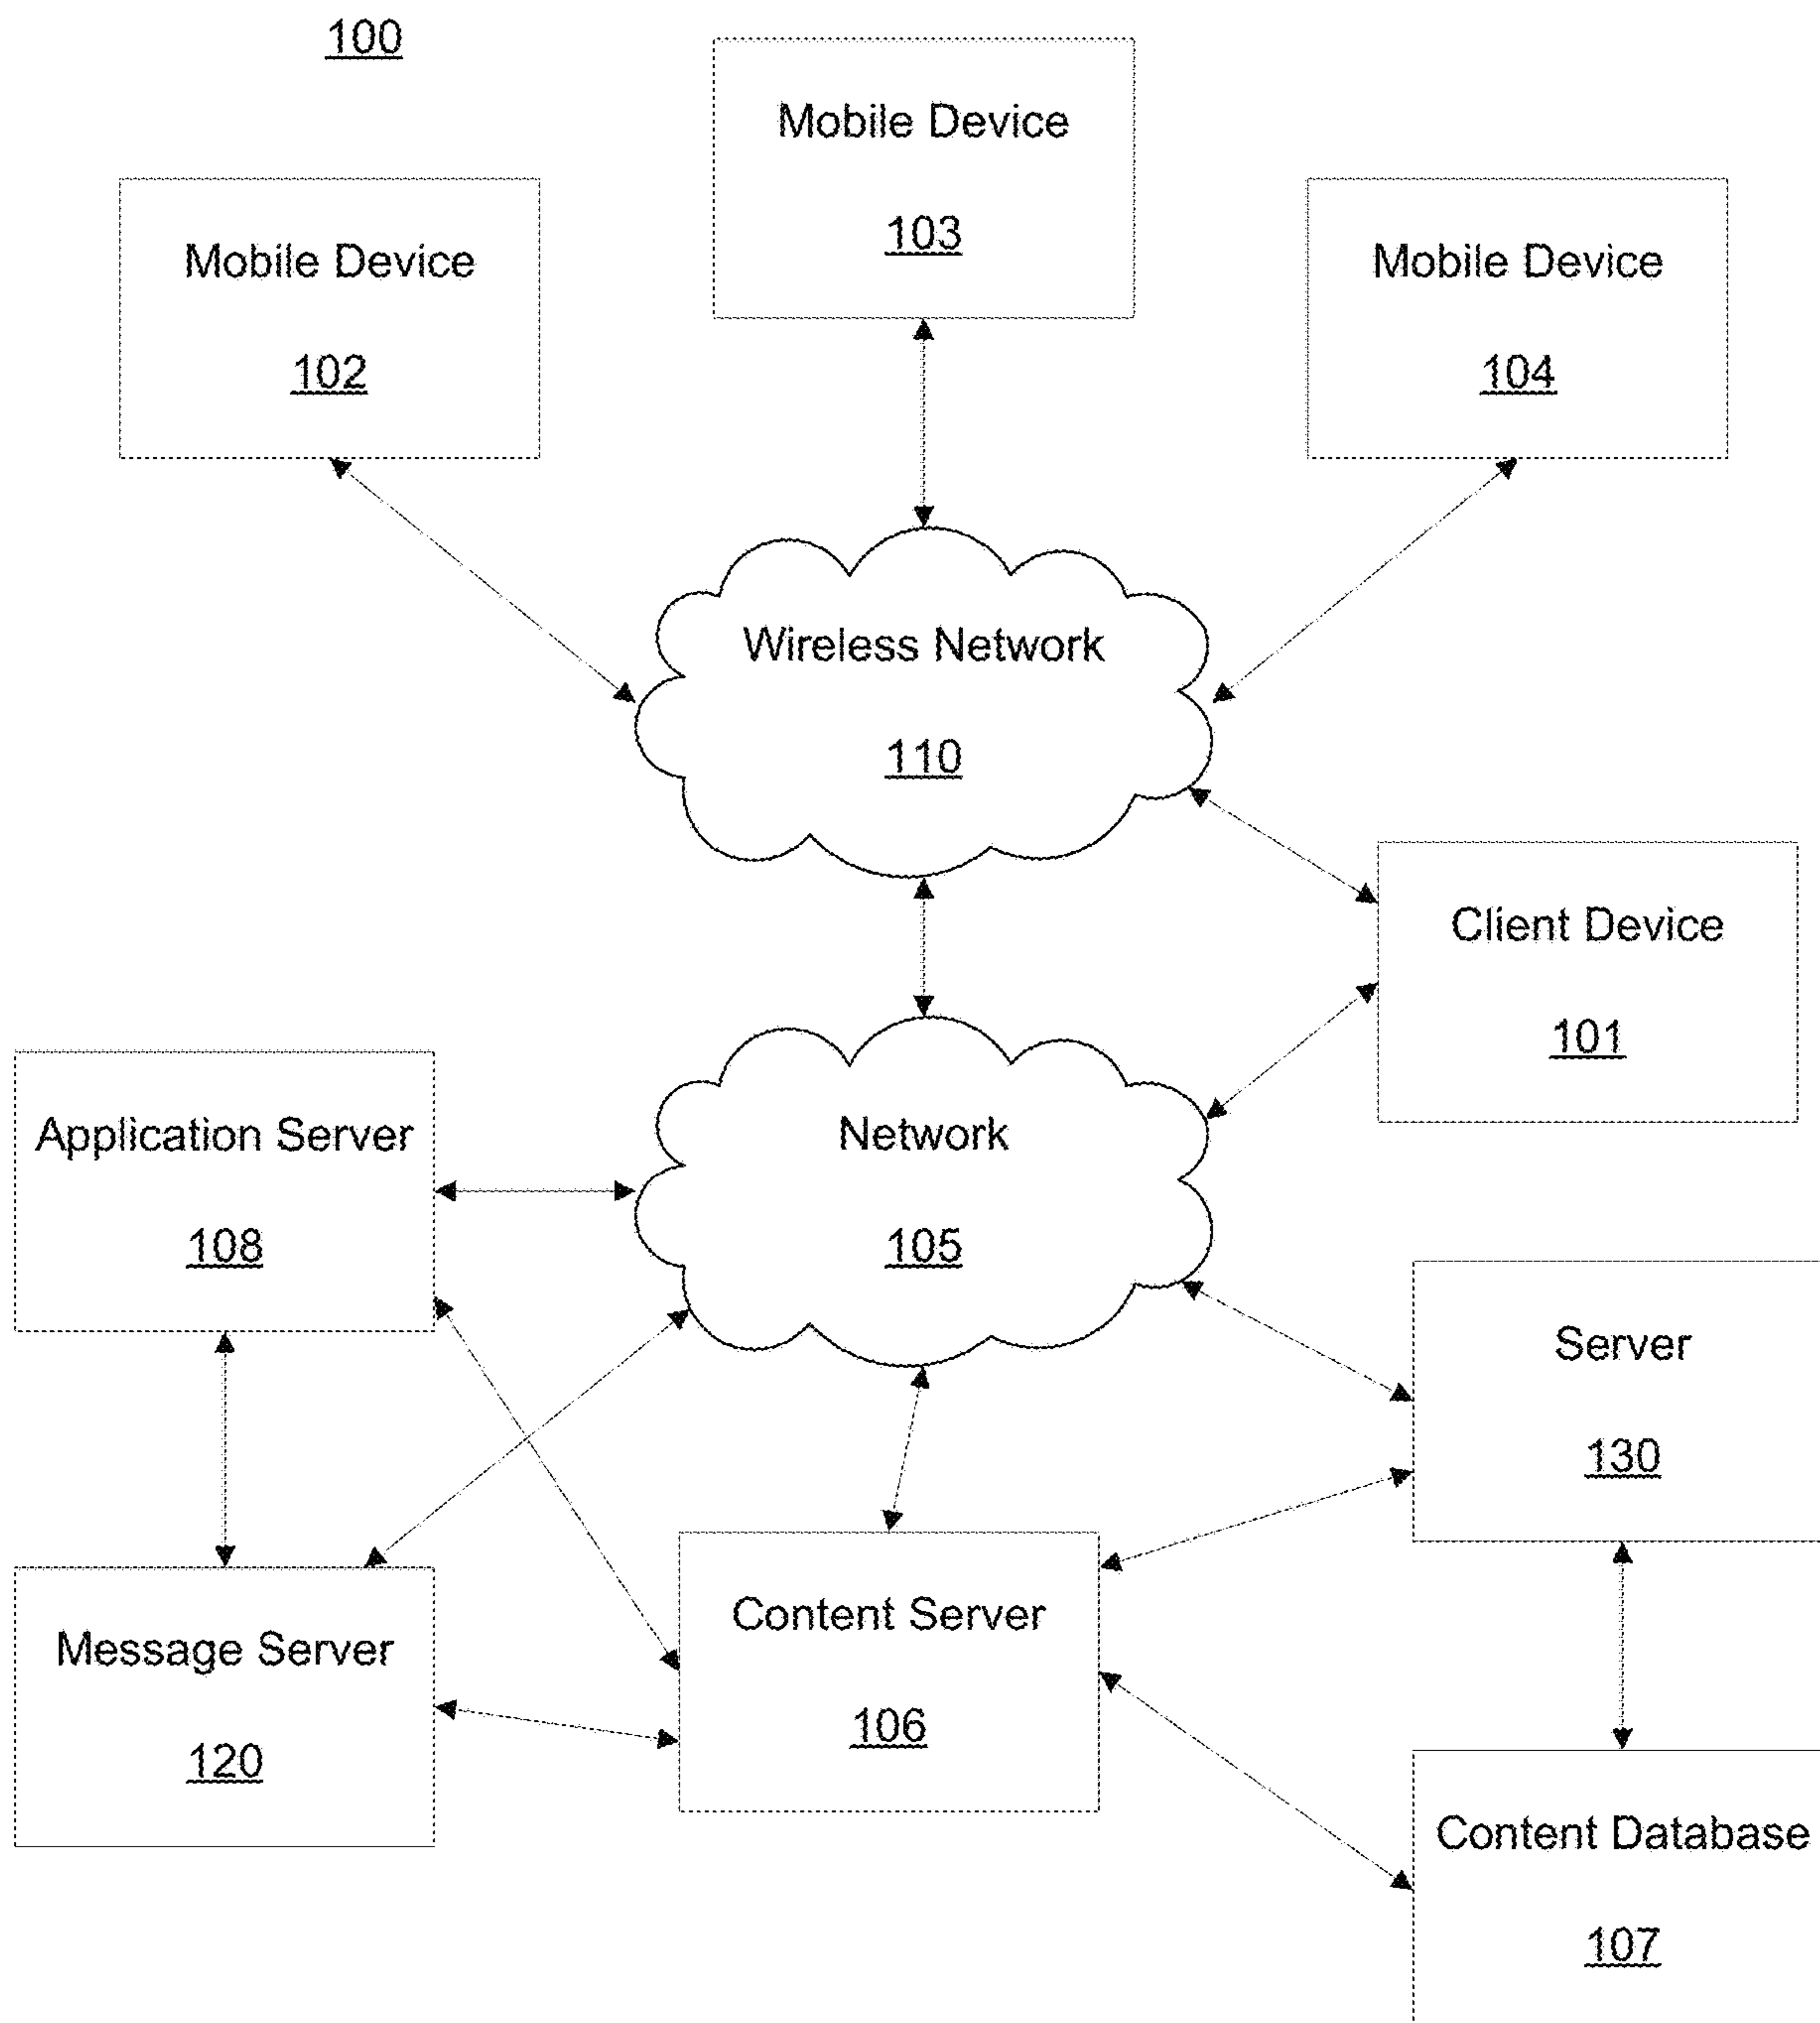 100
Mobile Device
103
Mobile Device
102
Mobile Device
104
Wireless Network
110
Client Device
101
Application Server
108
Network
105
Server
130
Message Server
120
Content Server
106
Content Database
107